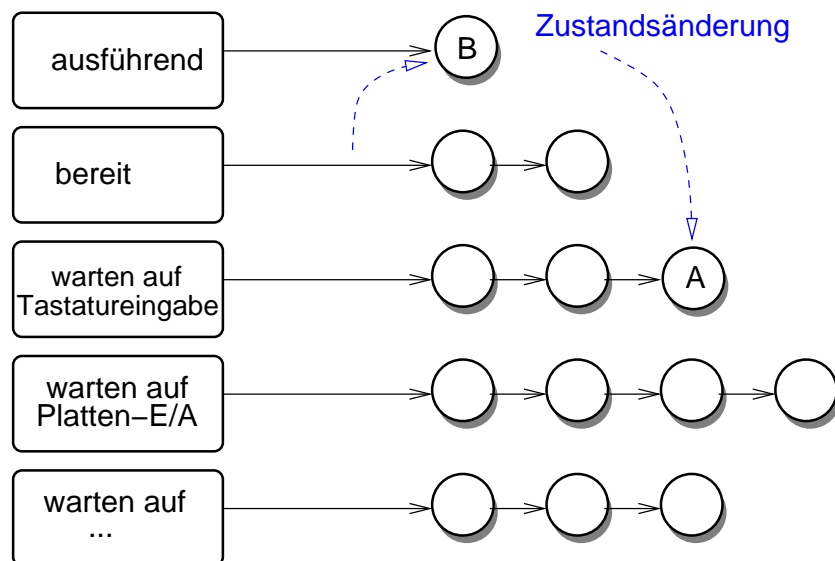 Zustandsänderung
ausführend
B
bereit
warten auf
Tastatureingabe
A
warten auf
Platten−E/A
warten auf
...